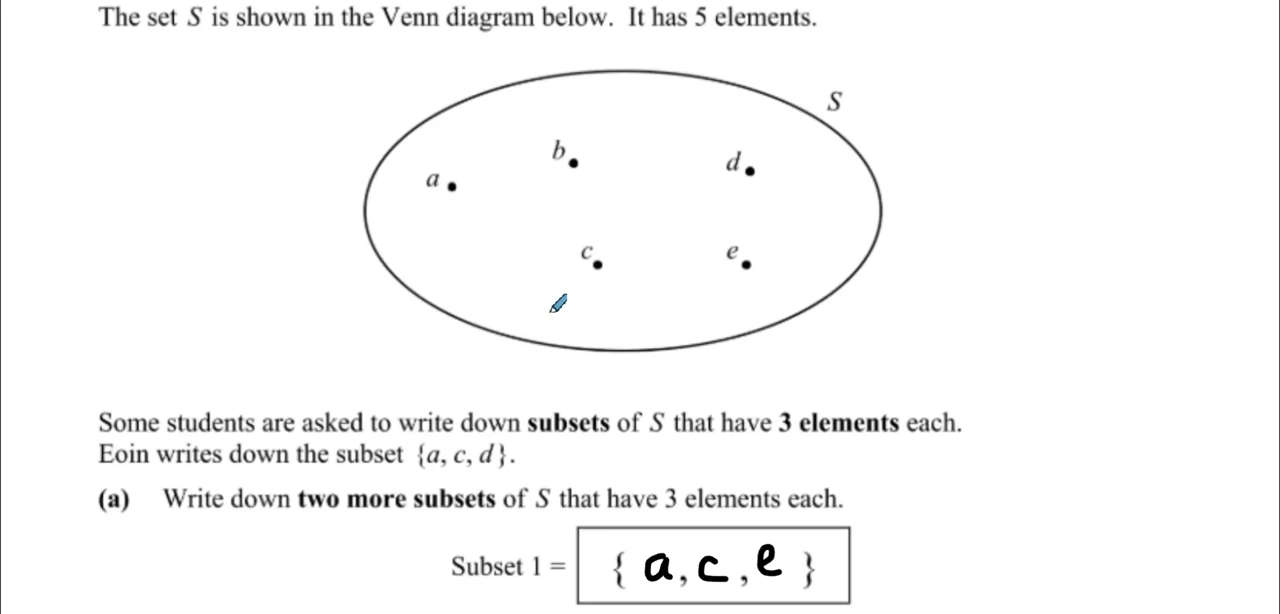 The set S is shown in the Venn diagram below. It has 5 elements.
S
b
d
a
c
e
Some students are asked to write down subsets of S that have 3 elements each.
Eoin writes down the subset {a, c, d}.
(a) Write down two more subsets of S that have 3 elements each.
Subset 1 = { a, c, e }